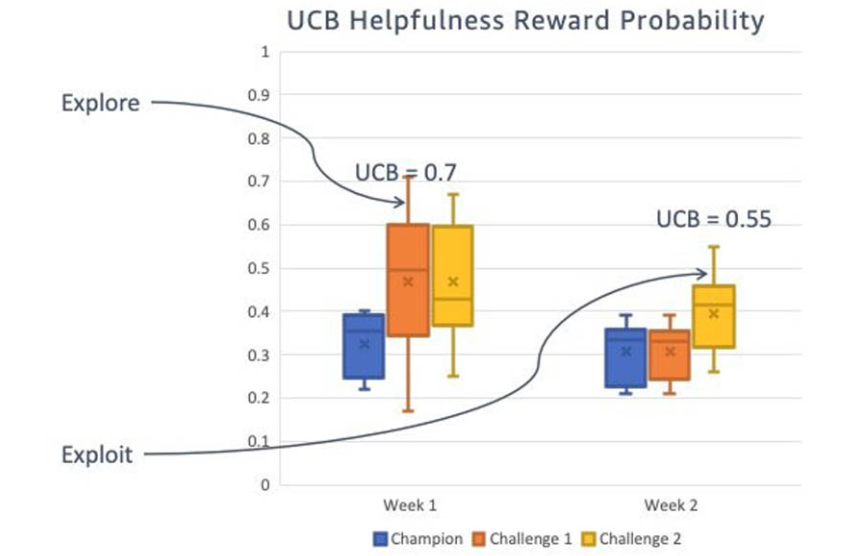 UCB Helpfulness Reward Probability
1
Explore
0.9
0.8
UCB = 0.7
0.7
UCB = 0.55
0.6
0.5
0.4
0.3
0.2
Exploit
0.1
0
Week 1
Week 2
Champion
Challenge 1
Challenge 2